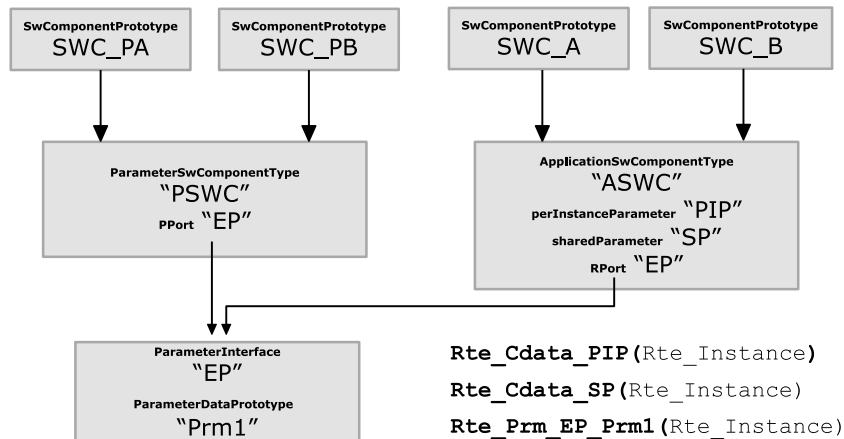 SwComponentPrototype
SWC_PA
SwComponentPrototype
SWC_PB
SwComponentPrototype
SWC_A
SwComponentPrototype
SWC_B
ParameterSwComponentType
“PSWC”
PPort “EP”
ApplicationSwComponentType
“ASWC”
perInstanceParameter “PIP”
sharedParameter “SP”
RPort “EP”
ParameterInterface
“EP”
ParameterDataPrototype
“Prm1”
Rte_Cdata_PIP(Rte_Instance)
Rte_Cdata_SP(Rte_Instance)
Rte_Prm_EP_Prm1(Rte_Instance)